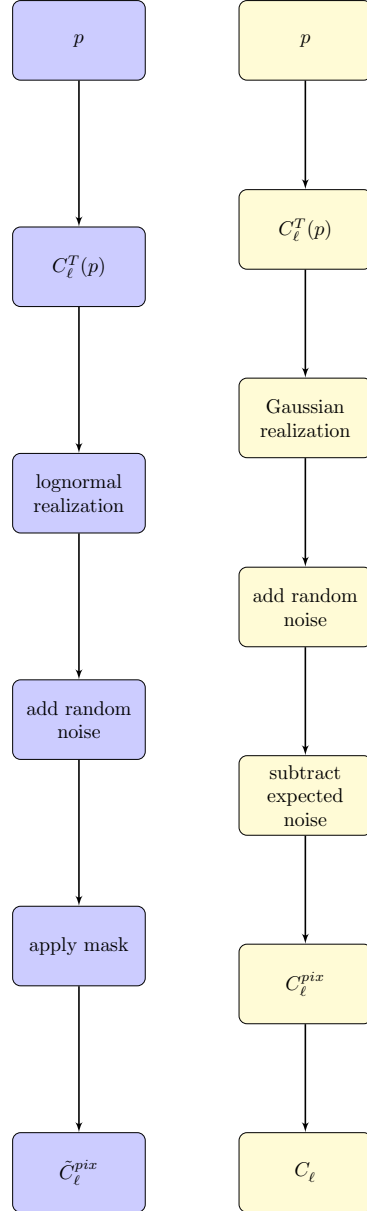 p
C_ℓ^T(p)
lognormal
realization
add random
noise
apply mask
C̃_ℓ^{pix}
p
C_ℓ^T(p)
Gaussian
realization
add random
noise
subtract
expected
noise
C_ℓ^{pix}
C_ℓ